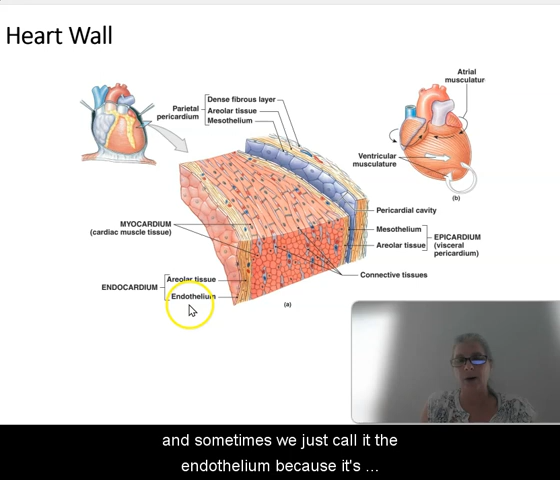 Heart Wall
Atrial
musculatur
Dense fibrous layer
Parietal
pericardium
Areolar tissue
Mesothelium
Ventricular
musculature
(b)
Pericardial cavity
MYOCARDIUM
(cardiac muscle tissue)
Mesothelium
Areolar tissue
EPICARDIUM
(visceral
pericardium)
Connective tissues
ENDOCARDIUM
Areolar tissue
Endothelium
(a)
and sometimes we just call it the
endothelium because it's ...